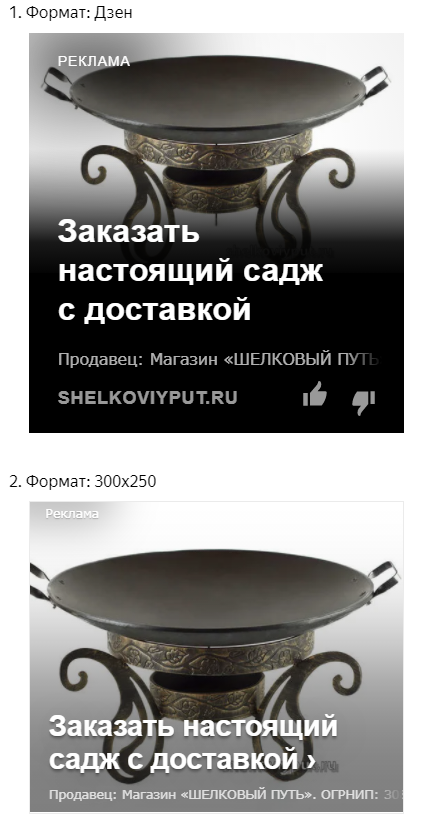 1. Формат: Дзен
РЕКЛАМА
Заказать
настоящий садж
с доставкой
Продавец: Магазин «ШЕЛКОВЫЙ ПУТЬ
SHELKOVIYPUT.RU
2. Формат: 300x250
Реклама
Заказать настоящий
садж с доставкой ›
Продавец: Магазин «ШЕЛКОВЫЙ ПУТЬ». ОГРНИП: 30